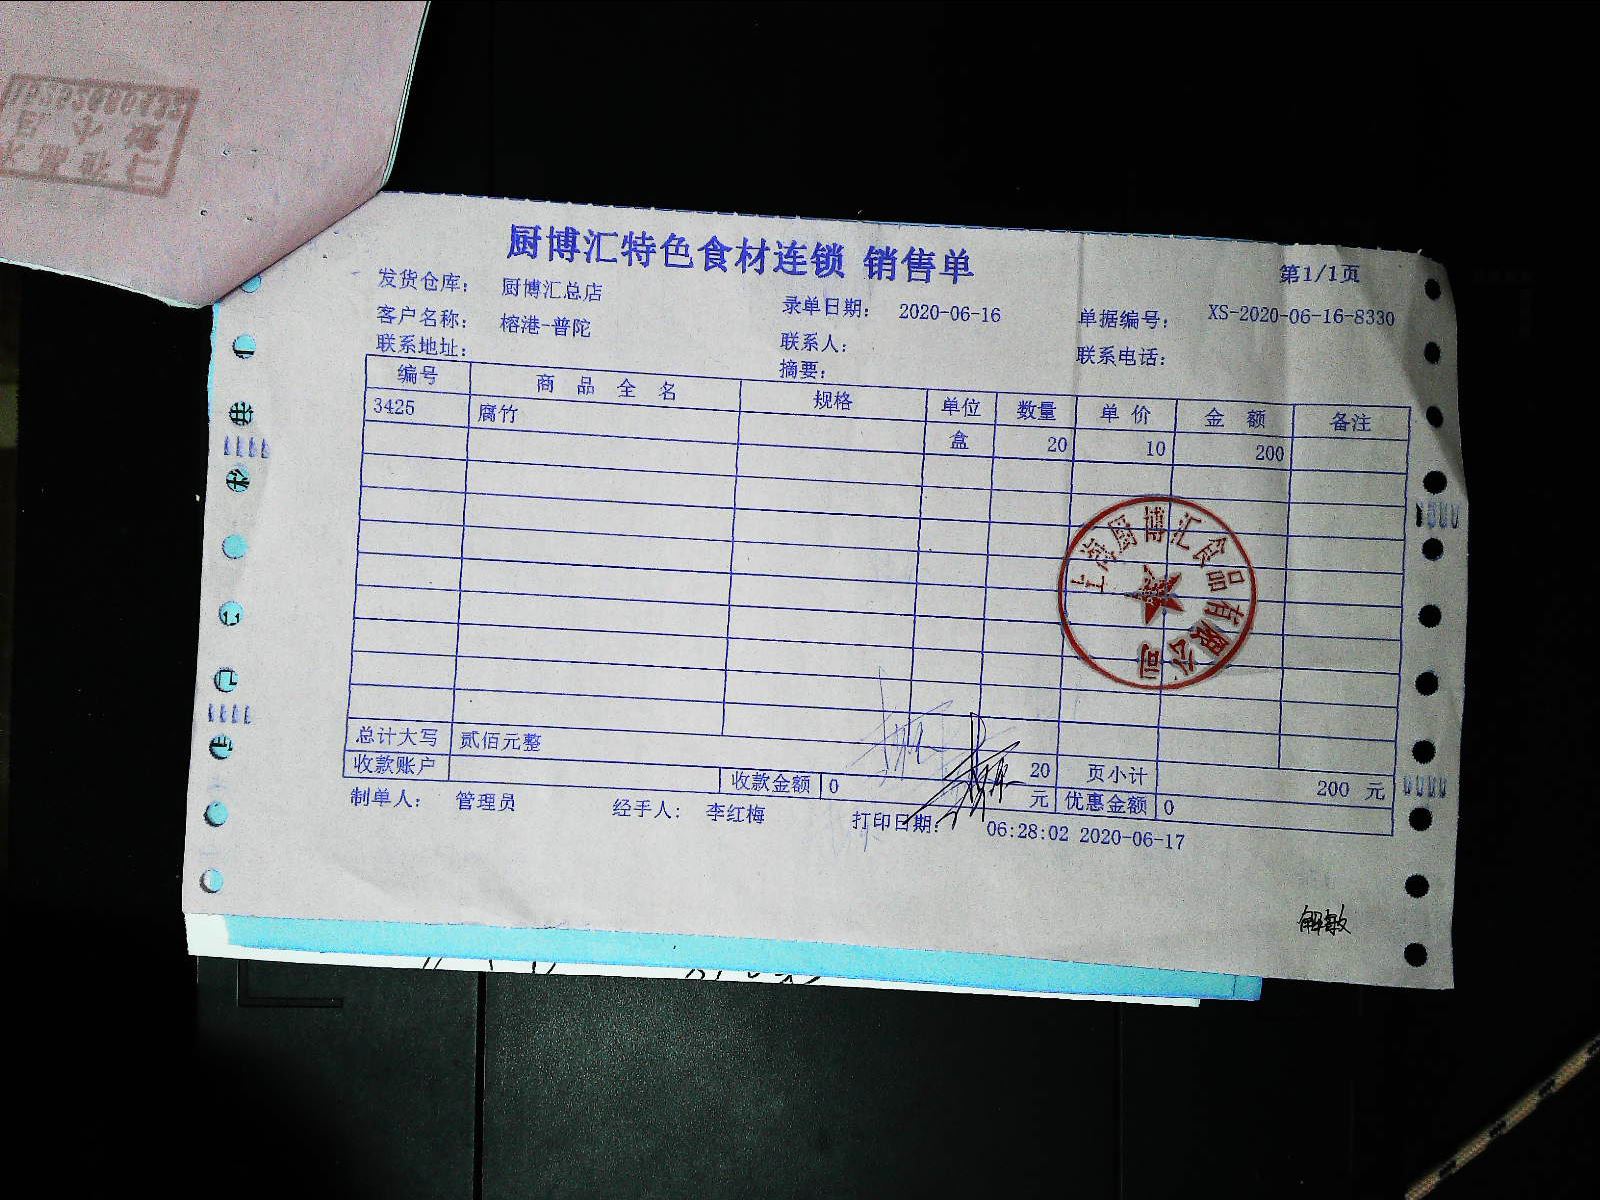 厨博汇特色食材连锁 销售单
第1/1页
发货仓库： 厨博汇总店 录单日期： 2020-06-16 单据编号： XS-2020-06-16-8330
客户名称： 榕港-普陀 联系人： 联系电话：
联系地址： 摘要：
编号 商品全名 规格 单位 数量 单价 金额 备注
3425 腐竹 盒 20 10 200
上海厨博汇食品有限公司
总计大写 贰佰元整 20 页小计 200 元
收款账户 收款金额 0 元 优惠金额 0
制单人： 管理员 经手人： 李红梅 打印日期： 06:28:02 2020-06-17
解敏